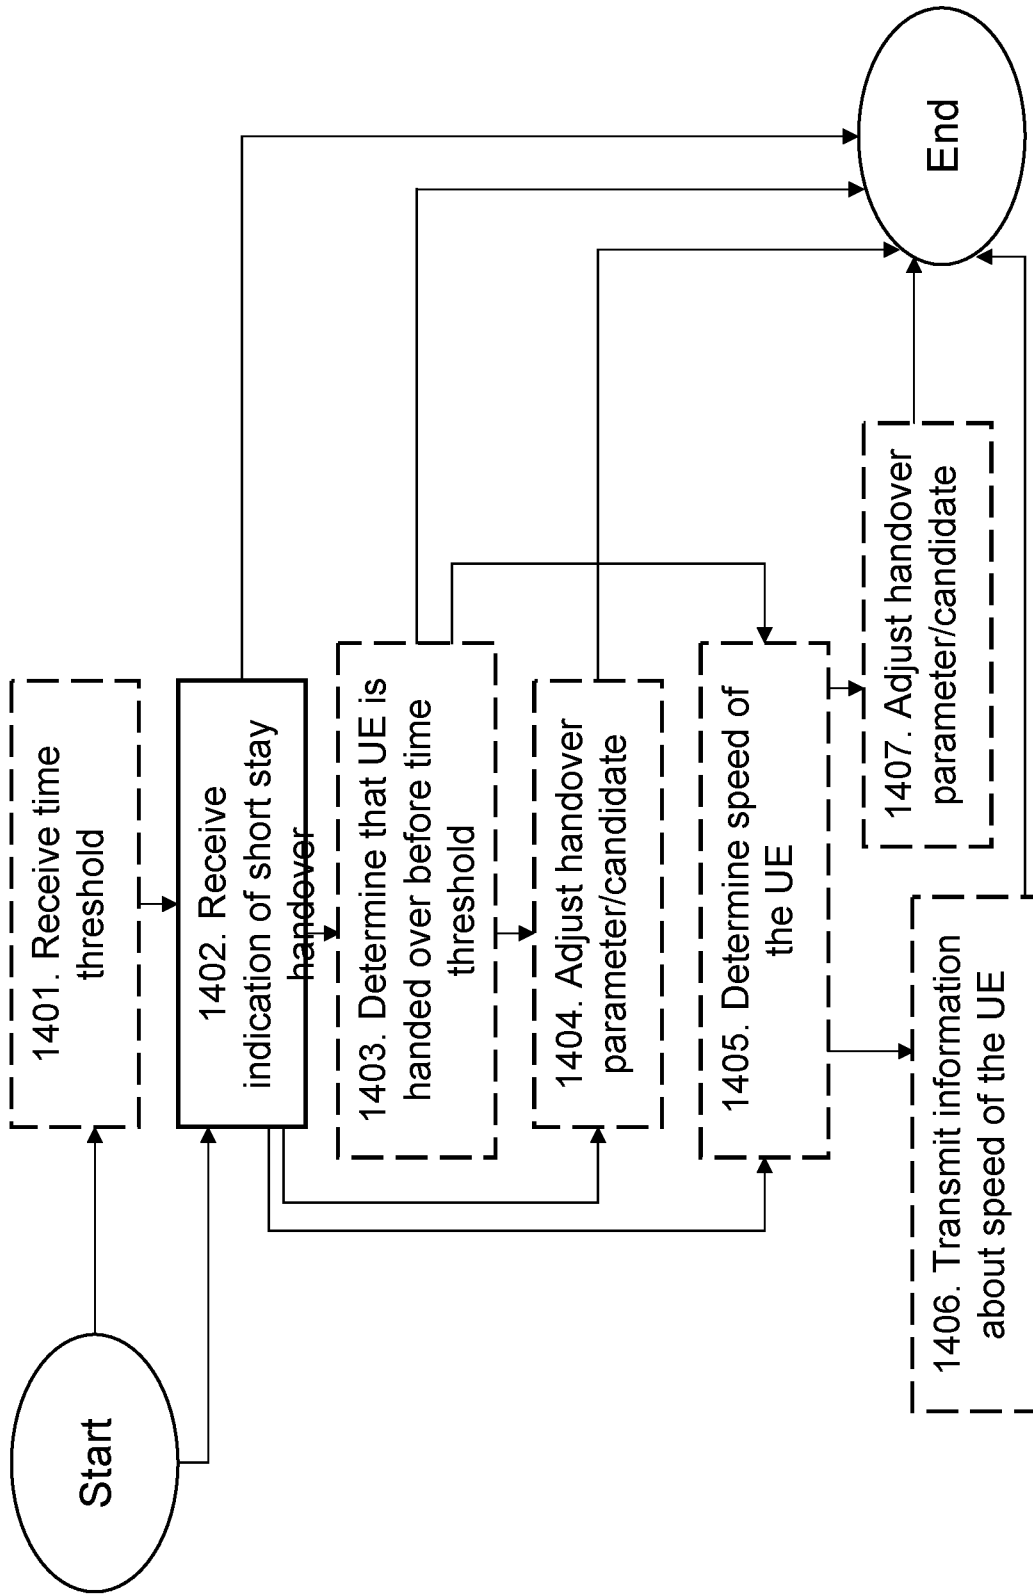 Start
1401. Receive time
threshold
1402. Receive
indication of short stay
handover
1403. Determine that UE is
handed over before time
threshold
1404. Adjust handover
parameter/candidate
1405. Determine speed of
the UE
1406. Transmit information
about speed of the UE
1407. Adjust handover
parameter/candidate
End